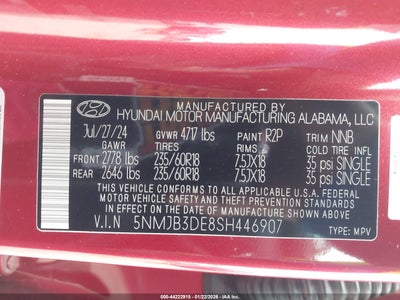 MANUFACTURED BY
HYUNDAI MOTOR MANUFACTURING ALABAMA, LLC
Jul/27/24 GVWR 4717 lbs PAINT R2P TRIM NNB
GAWR TIRES RIMS COLD TIRE INFL.
FRONT 2778 lbs 235/60R18 7.5JX18 35 psi SINGLE
REAR 2646 lbs 235/60R18 7.5JX18 35 psi SINGLE
THIS VEHICLE CONFORMS TO ALL APPLICABLE U.S.A. FEDERAL
MOTOR VEHICLE SAFETY AND THEFT PREVENTION STANDARDS
IN EFFECT ON THE DATE OF MANUFACTURE SHOWN ABOVE.
V.I.N 5NMJB3DE8SH446907 TYPE: MPV
000-44222915 - 01/22/2026 - IAAI